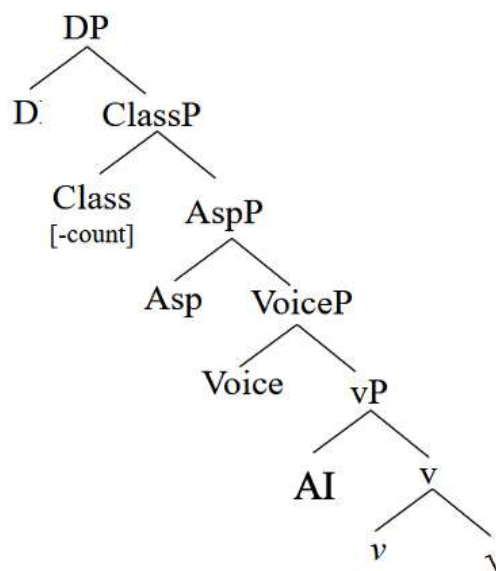 DP
D
ClassP
Class
[-count]
AspP
Asp
VoiceP
Voice
vP
AI
v
v